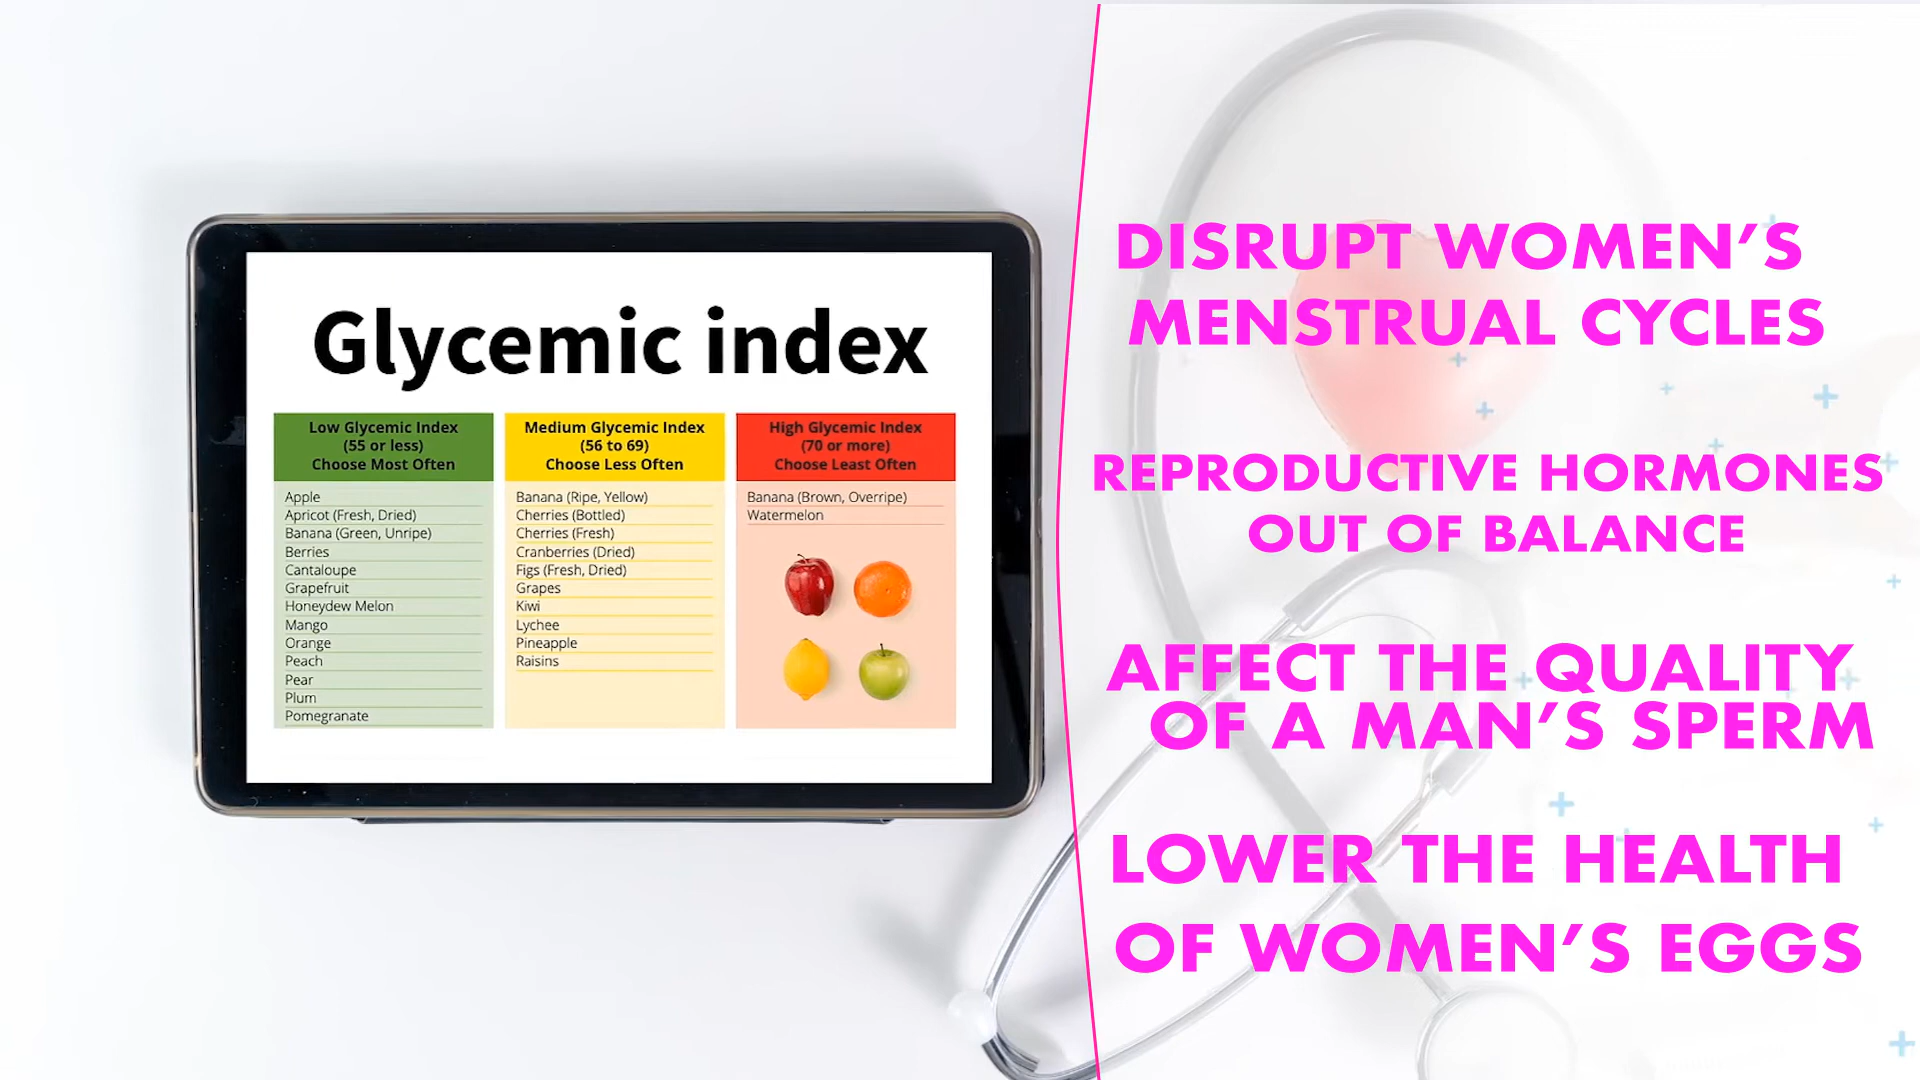 Glycemic index
Low Glycemic Index
(55 or less)
Choose Most Often
Apple
Apricot (Fresh, Dried)
Banana (Green, Unripe)
Berries
Cantaloupe
Grapefruit
Honeydew Melon
Mango
Orange
Peach
Pear
Plum
Pomegranate
Medium Glycemic Index
(56 to 69)
Choose Less Often
Banana (Ripe, Yellow)
Cherries (Bottled)
Cherries (Fresh)
Cranberries (Dried)
Figs (Fresh, Dried)
Grapes
Kiwi
Lychee
Pineapple
Raisins
High Glycemic Index
(70 or more)
Choose Least Often
Banana (Brown, Overripe)
Watermelon
DISRUPT WOMEN’S
MENSTRUAL CYCLES
REPRODUCTIVE HORMONES
OUT OF BALANCE
AFFECT THE QUALITY
OF A MAN’S SPERM
LOWER THE HEALTH
OF WOMEN’S EGGS